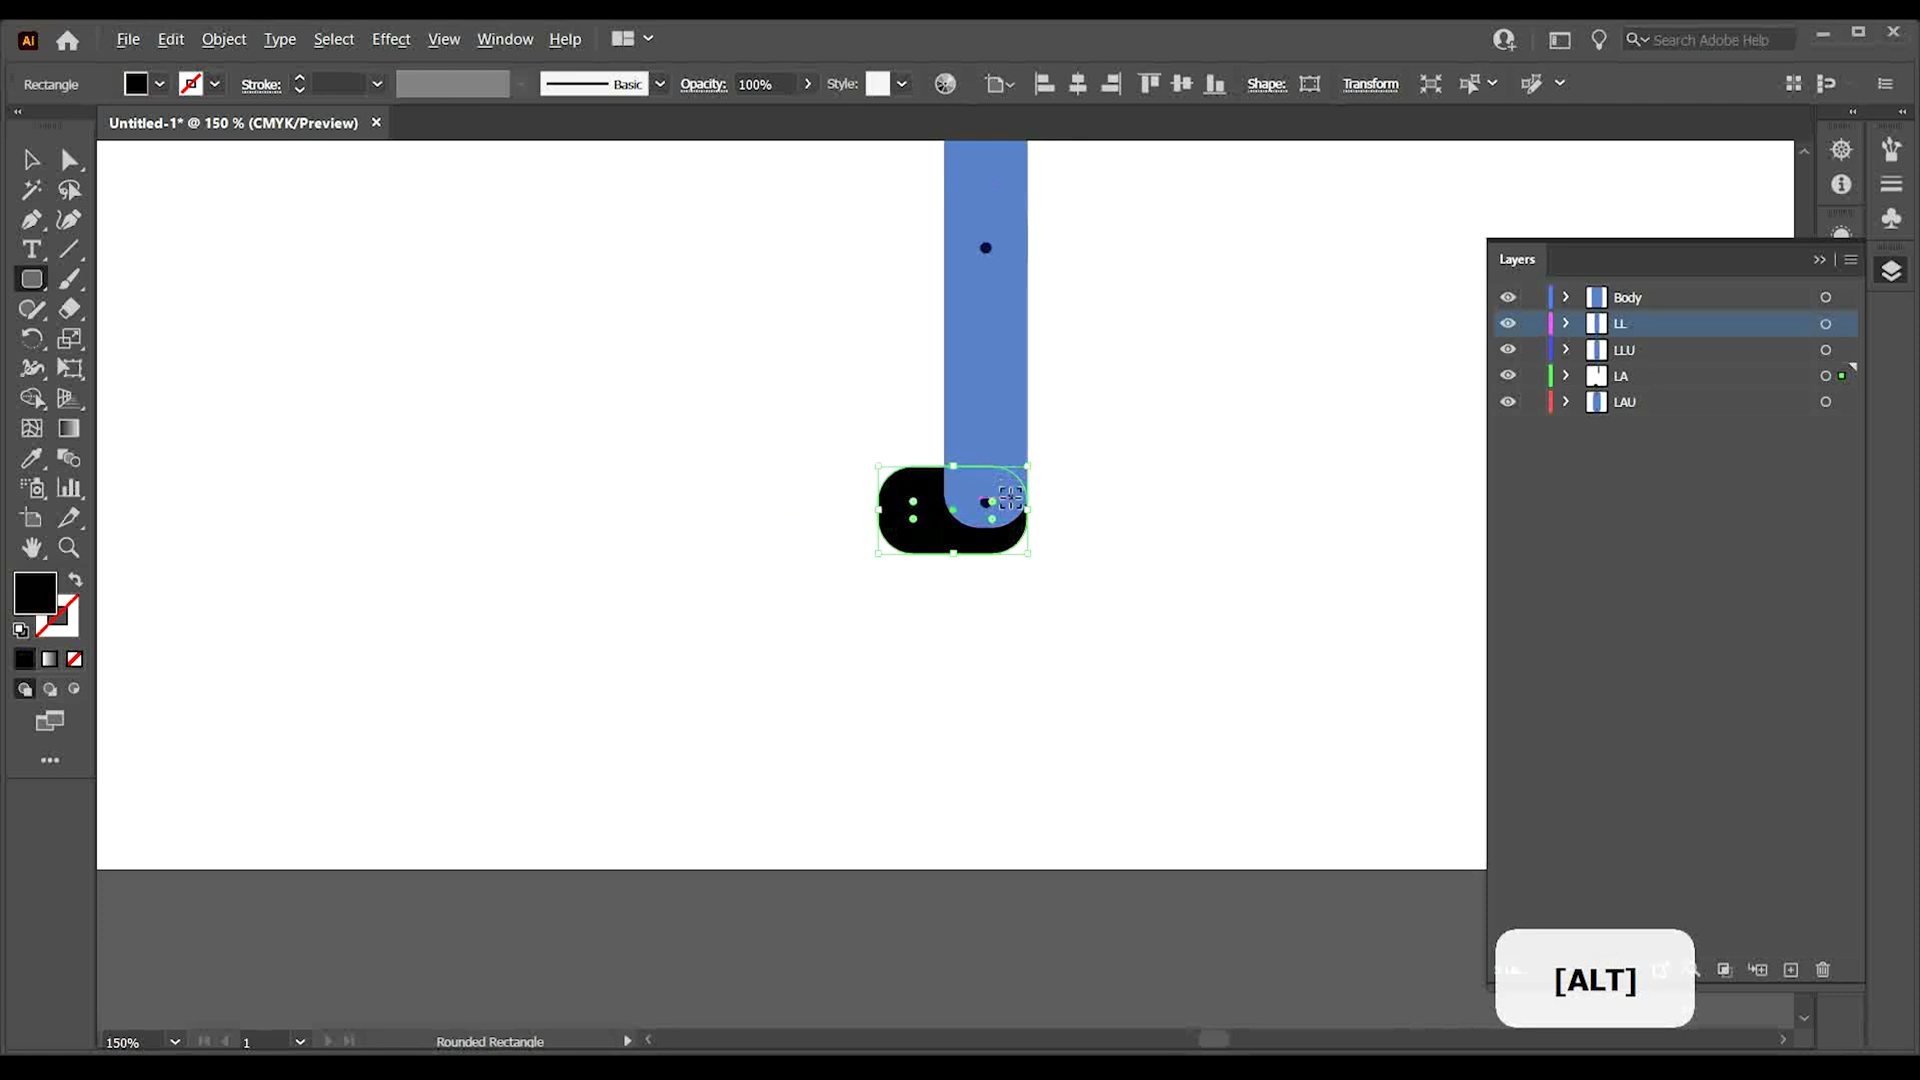 Ai File Edit Object Type Select Effect View Window Help Search Adobe Help
Rectangle Stroke: Basic Opacity: 100% Style: Shape: Transform
Untitled-1* @ 150 % (CMYK/Preview) ×
Layers
Body
LL
LLU
LA
LAU
[ALT]
150% 1 Rounded Rectangle